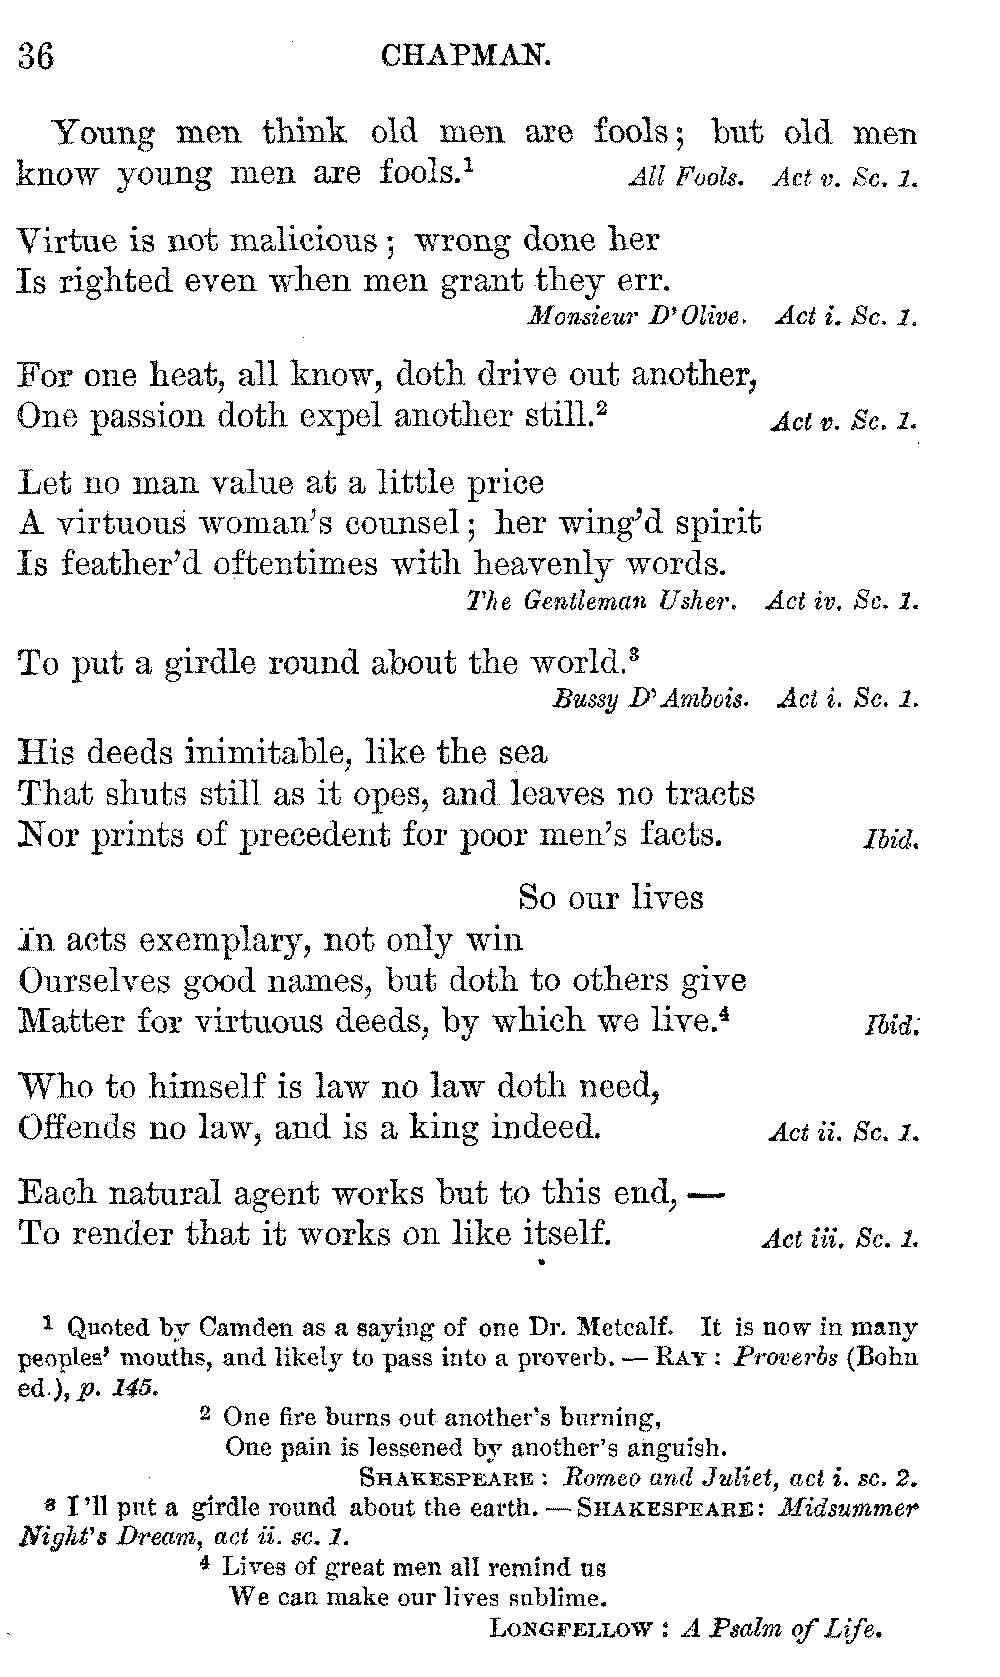 36 CHAPMAN.
Young men think old men are fools; but old men
know young men are fools.¹ All Fools. Act v. Sc. 1.
Virtue is not malicious; wrong done her
Is righted even when men grant they err.
Monsieur D'Olive. Act i. Sc. 1.
For one heat, all know, doth drive out another,
One passion doth expel another still.² Act v. Sc. 1.
Let no man value at a little price
A virtuous woman's counsel; her wing'd spirit
Is feather'd oftentimes with heavenly words.
The Gentleman Usher. Act iv. Sc. 1.
To put a girdle round about the world.³
Bussy D'Ambois. Act i. Sc. 1.
His deeds inimitable, like the sea
That shuts still as it opes, and leaves no tracts
Nor prints of precedent for poor men's facts. Ibid.
So our lives
In acts exemplary, not only win
Ourselves good names, but doth to others give
Matter for virtuous deeds, by which we live.⁴ Ibid.
Who to himself is law no law doth need,
Offends no law, and is a king indeed. Act ii. Sc. 1.
Each natural agent works but to this end, —
To render that it works on like itself. Act iii. Sc. 1.
¹ Quoted by Camden as a saying of one Dr. Metcalf. It is now in many
peoples' mouths, and likely to pass into a proverb. — RAY: Proverbs (Bohn
ed.), p. 145.
² One fire burns out another's burning,
One pain is lessened by another's anguish.
SHAKESPEARE: Romeo and Juliet, act i. sc. 2.
³ I'll put a girdle round about the earth. — SHAKESPEARE: Midsummer
Night's Dream, act ii. sc. 1.
⁴ Lives of great men all remind us
We can make our lives sublime.
LONGFELLOW: A Psalm of Life.